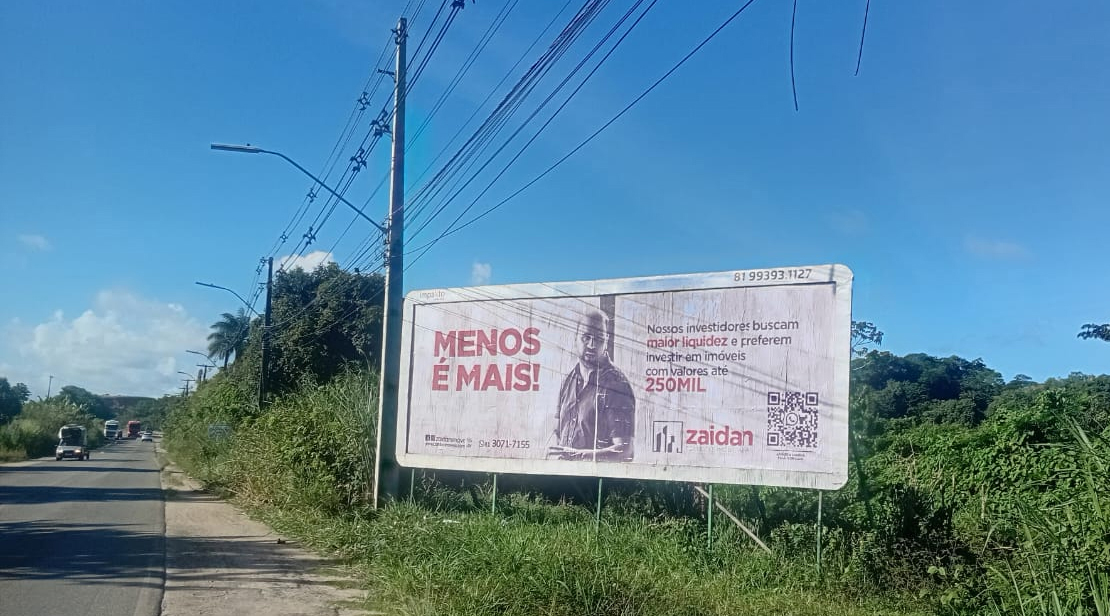 81 99393.1127
MENOS
É MAIS!
Nossos investidores buscam
maior liquidez e preferem
investir em imóveis
com valores até
250MIL
zaidan
3071-7155